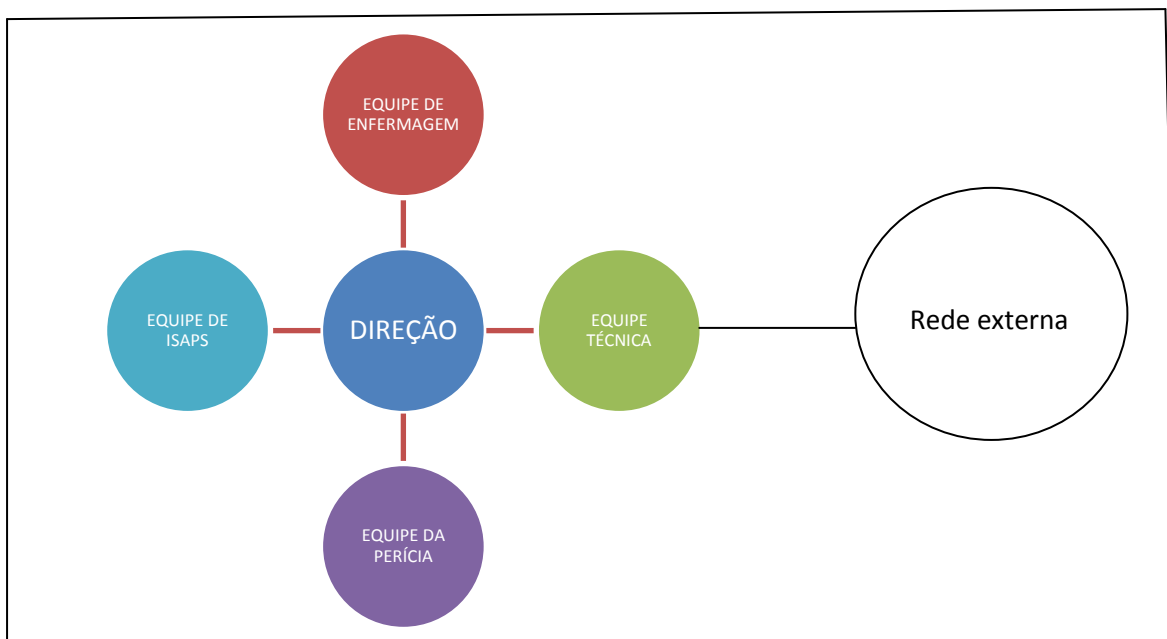 EQUIPE DE
ENFERMAGEM
EQUIPE DE
ISAPS
DIREÇÃO
EQUIPE
TÉCNICA
Rede externa
EQUIPE DA
PERÍCIA